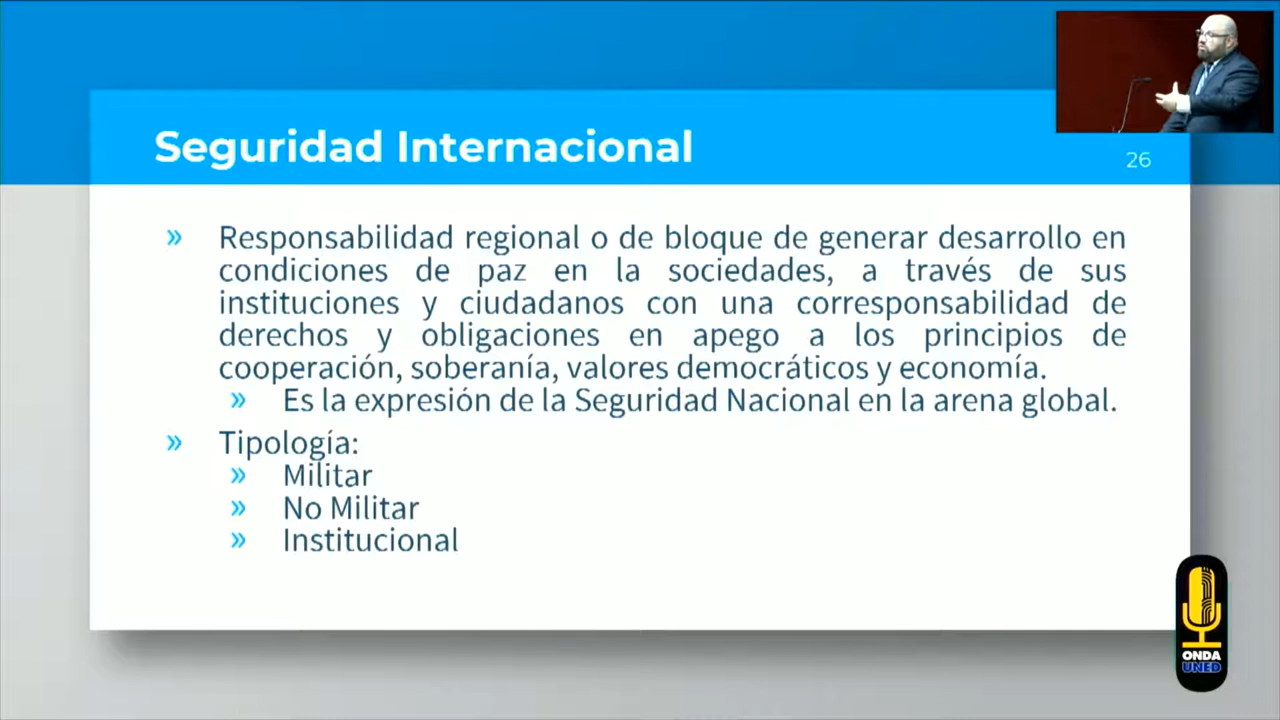 Seguridad Internacional
26
» Responsabilidad regional o de bloque de generar desarrollo en
condiciones de paz en la sociedades, a través de sus
instituciones y ciudadanos con una corresponsabilidad de
derechos y obligaciones en apego a los principios de
cooperación, soberanía, valores democráticos y economía.
» Es la expresión de la Seguridad Nacional en la arena global.
» Tipología:
» Militar
» No Militar
» Institucional
ONDA
UNED